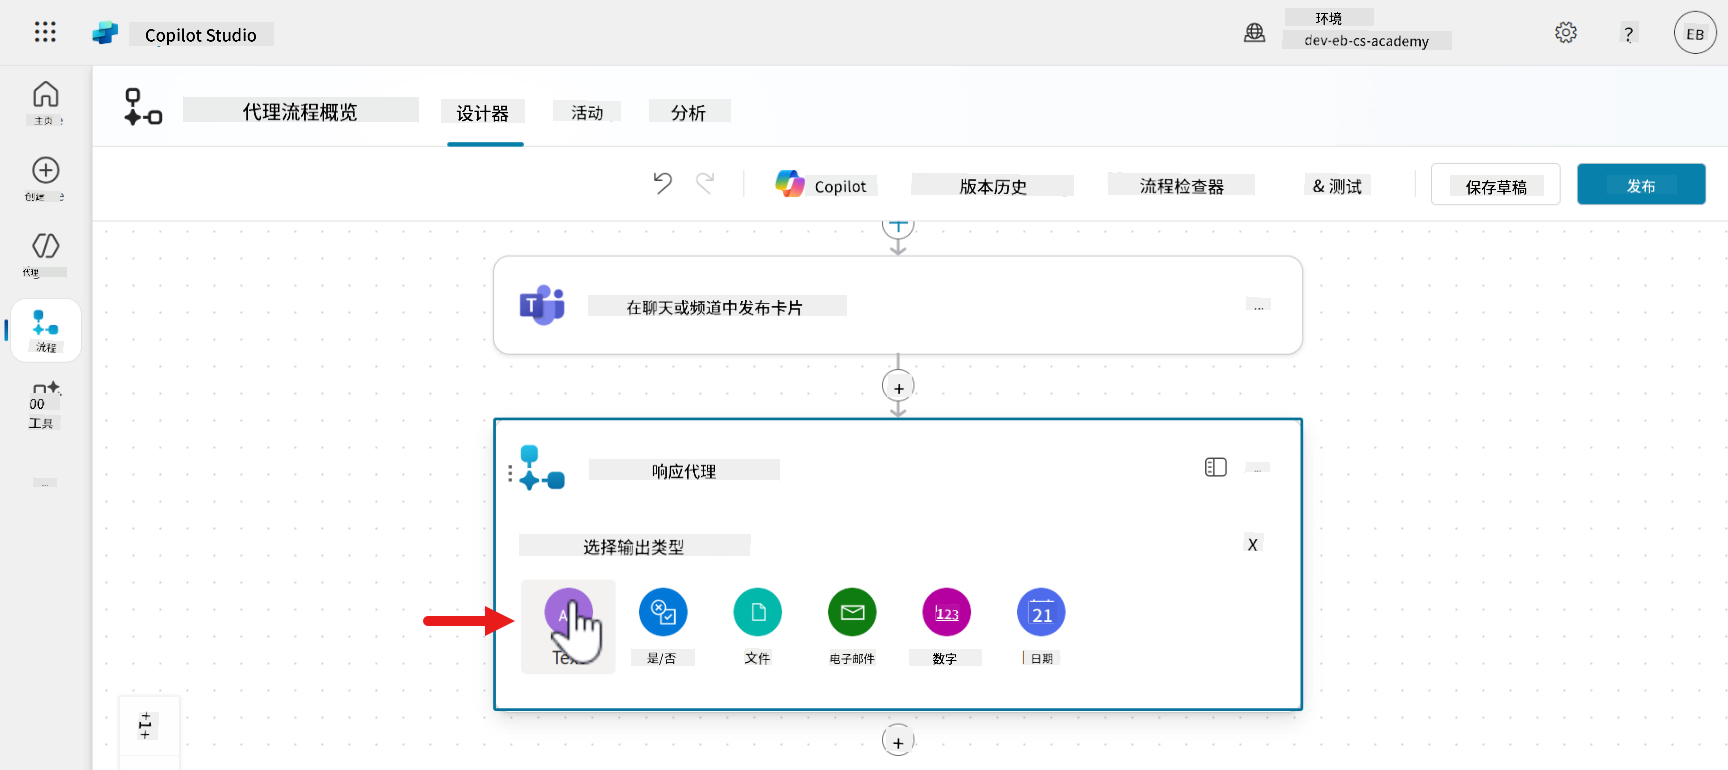 Copilot Studio
环境
dev-eb-cs-academy
?
EB
主页
创建
代理
流程
工具
代理流程概览
设计器
活动
分析
Copilot
版本历史
流程检查器
& 测试
保存草稿
发布
在聊天或频道中发布卡片
...
+
响应代理
...
选择输出类型
X
是/否
文件
电子邮件
123
数字
21
日期
+